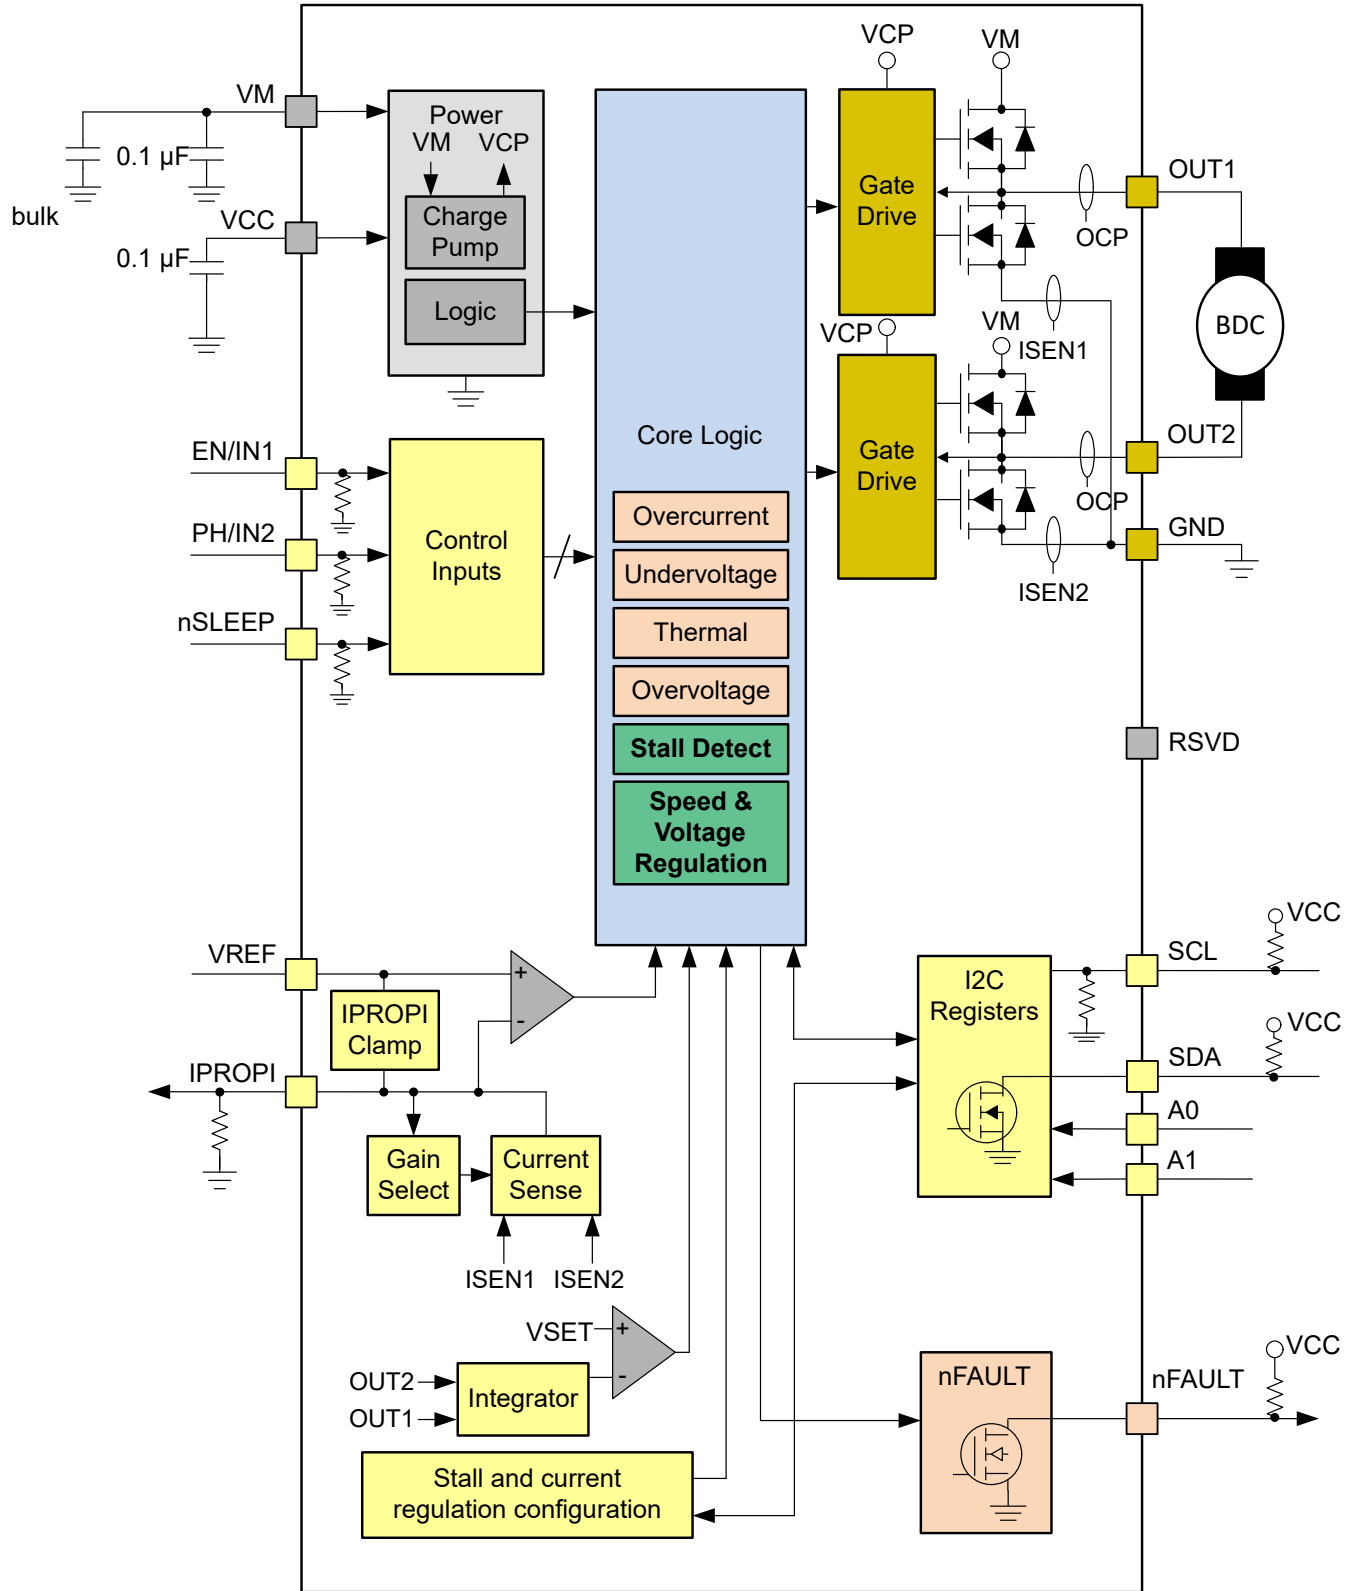 VM
0.1 µF
bulk
VCC
0.1 µF
Power
VM
VCP
Charge
Pump
Logic
EN/IN1
PH/IN2
nSLEEP
Control
Inputs
Core Logic
Overcurrent
Undervoltage
Thermal
Overvoltage
Stall Detect
Speed &
Voltage
Regulation
VCP
VM
Gate
Drive
OCP
ISEN1
OUT1
BDC
VCP
VM
Gate
Drive
OCP
ISEN2
OUT2
GND
RSVD
VREF
+
-
IPROPI
Clamp
IPROPI
Gain
Select
Current
Sense
ISEN1
ISEN2
VSET
+
-
OUT2
OUT1
Integrator
Stall and current
regulation configuration
I2C
Registers
SCL
VCC
SDA
VCC
A0
A1
nFAULT
nFAULT
VCC